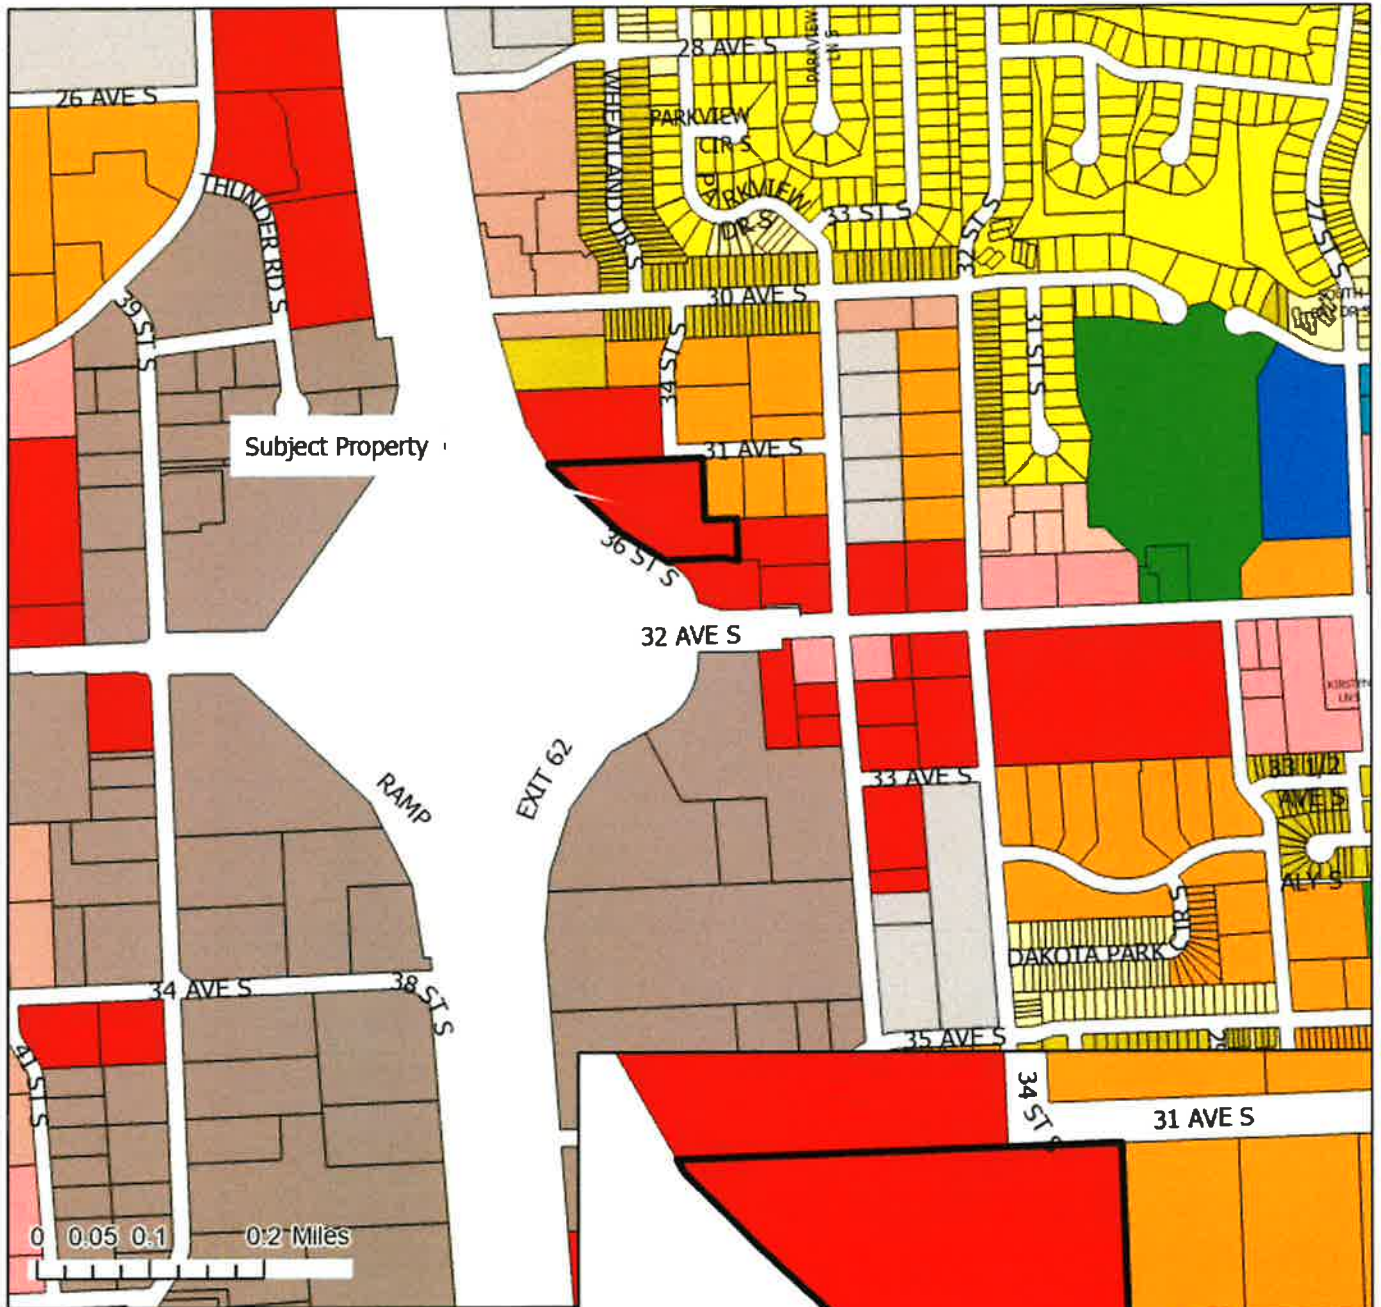 28 AVE S
PARKVIEW
LN S
26 AVE S
WHEATLAND DR S
PARKVIEW
CIR S
THUNDER RD S
PARKVIEW
DR S
33 ST S
32 ST S
27 ST S
30 AVE S
39 ST S
34 ST S
31 ST S
Subject Property
31 AVE S
36 ST S
32 AVE S
KIRSTEN
LN S
EXIT 62
RAMP
33 AVE S
33 1/2
AVE S
ALY S
IR S
DAKOTA PARK
34 AVE S
38 ST S
35 AVE S
41 ST S
34 ST S
31 AVE S
0 0.05 0.1 0.2 Miles